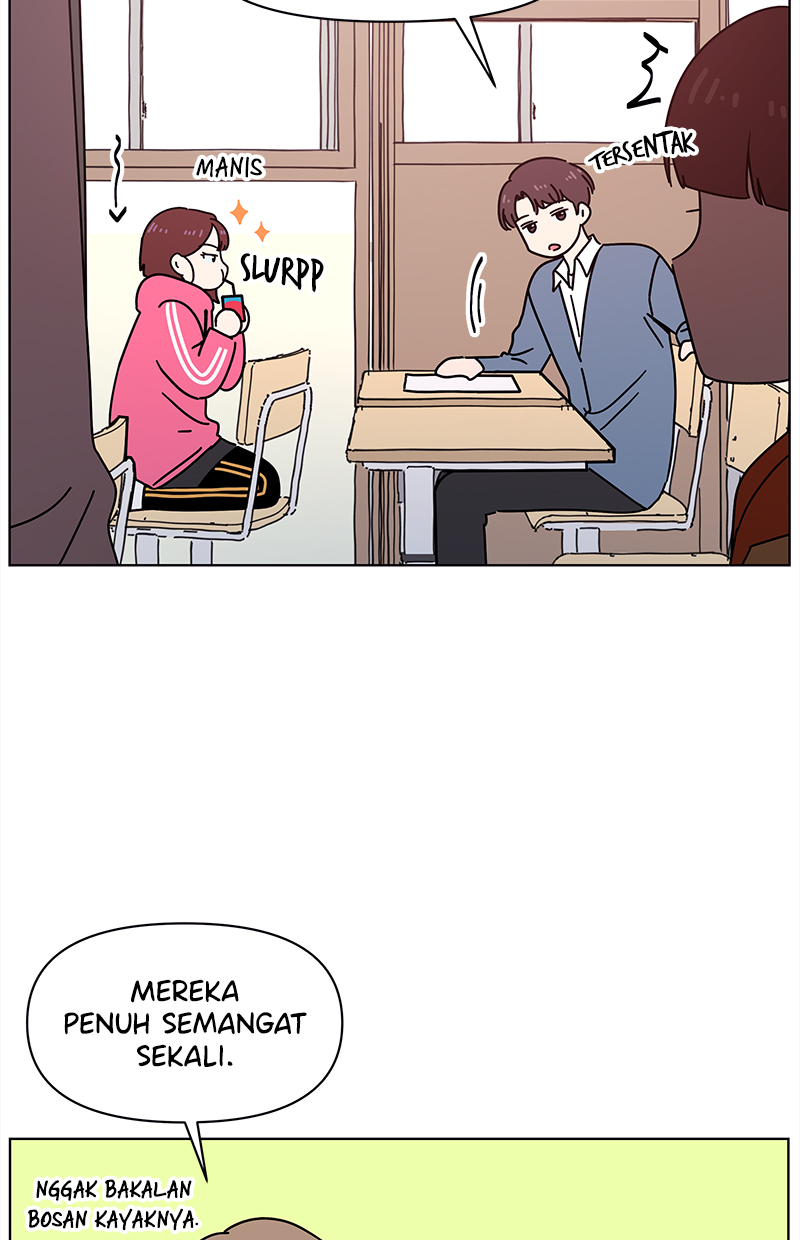 MANIS
TERSENTAK
SLURPP
MEREKA
PENUH SEMANGAT
SEKALI.
NGGAK BAKALAN
BOSAN KAYAKNYA.